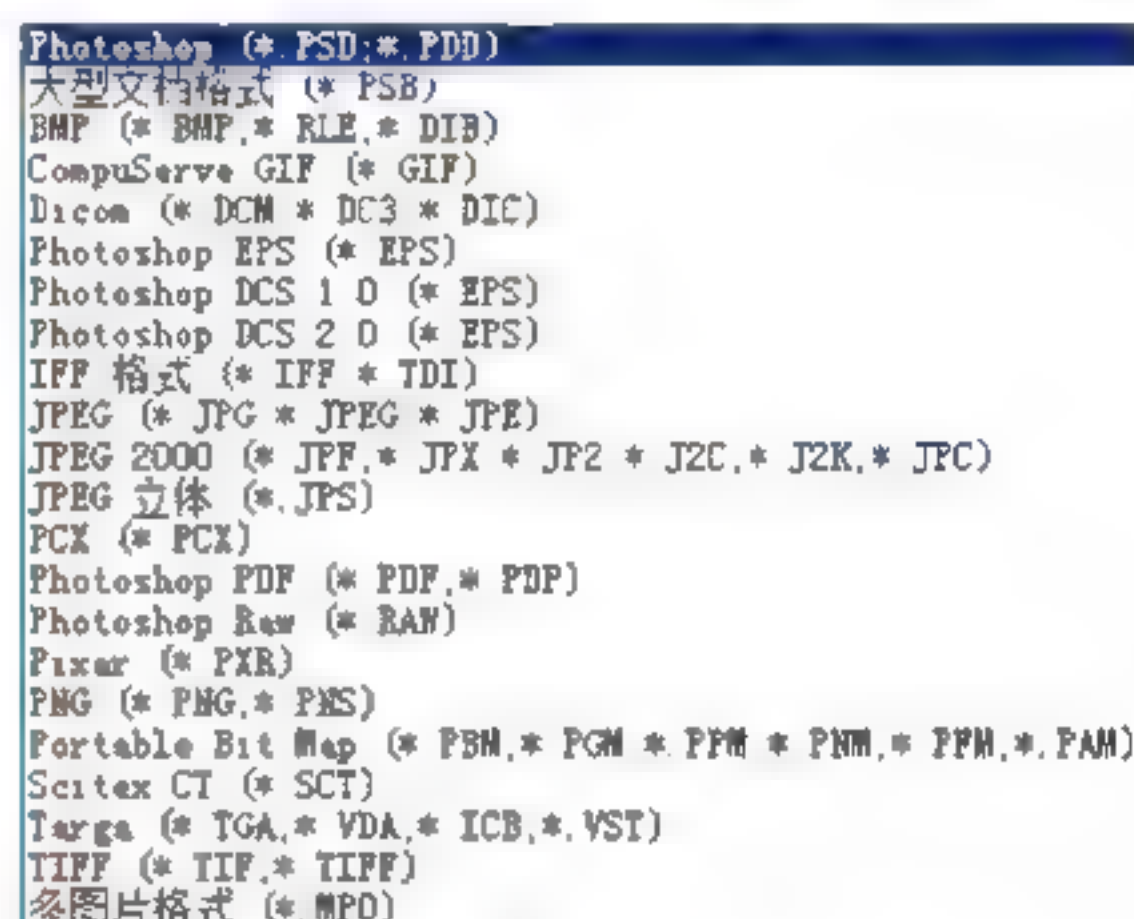 Photoshop (*.PSD;*.PDD)
大型文档格式 (*.PSB)
BMP (*.BMP;*.RLE;*.DIB)
CompuServe GIF (*.GIF)
Dicom (*.DCM;*.DC3;*.DIC)
Photoshop EPS (*.EPS)
Photoshop DCS 1.0 (*.EPS)
Photoshop DCS 2.0 (*.EPS)
IFF 格式 (*.IFF;*.TDI)
JPEG (*.JPG;*.JPEG;*.JPE)
JPEG 2000 (*.JPF;*.JPX;*.JP2;*.J2C;*.J2K;*.JPC)
JPEG 立体 (*.JPS)
PCX (*.PCX)
Photoshop PDF (*.PDF;*.PDP)
Photoshop Raw (*.RAW)
Pixar (*.PXR)
PNG (*.PNG;*.PNS)
Portable Bit Map (*.PBM;*.PGM;*.PPM;*.PNM;*.PFM;*.PAM)
Scitex CT (*.SCT)
Targa (*.TGA;*.VDA;*.ICB;*.VST)
TIFF (*.TIF;*.TIFF)
多图片格式 (*.MPO)